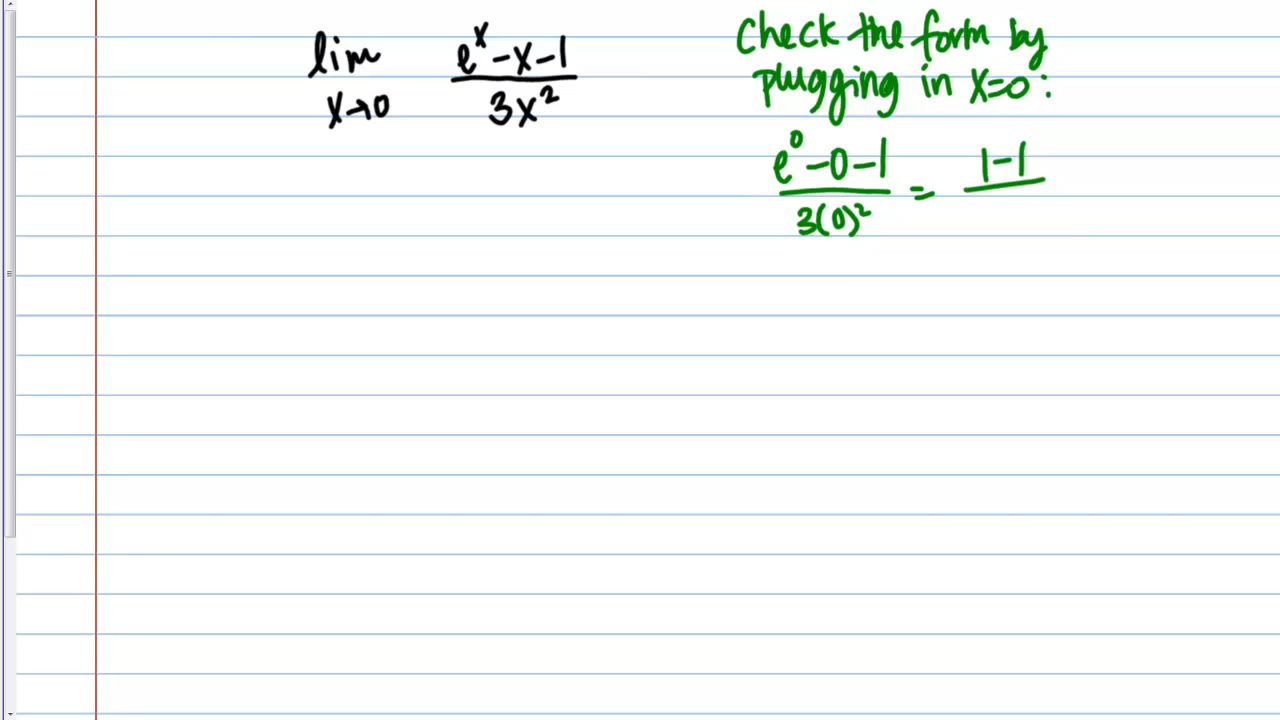 lim e^x - x - 1
x→0 3x^2
Check the form by
plugging in x=0:
e^0 - 0 - 1 = 1 - 1
3(0)^2